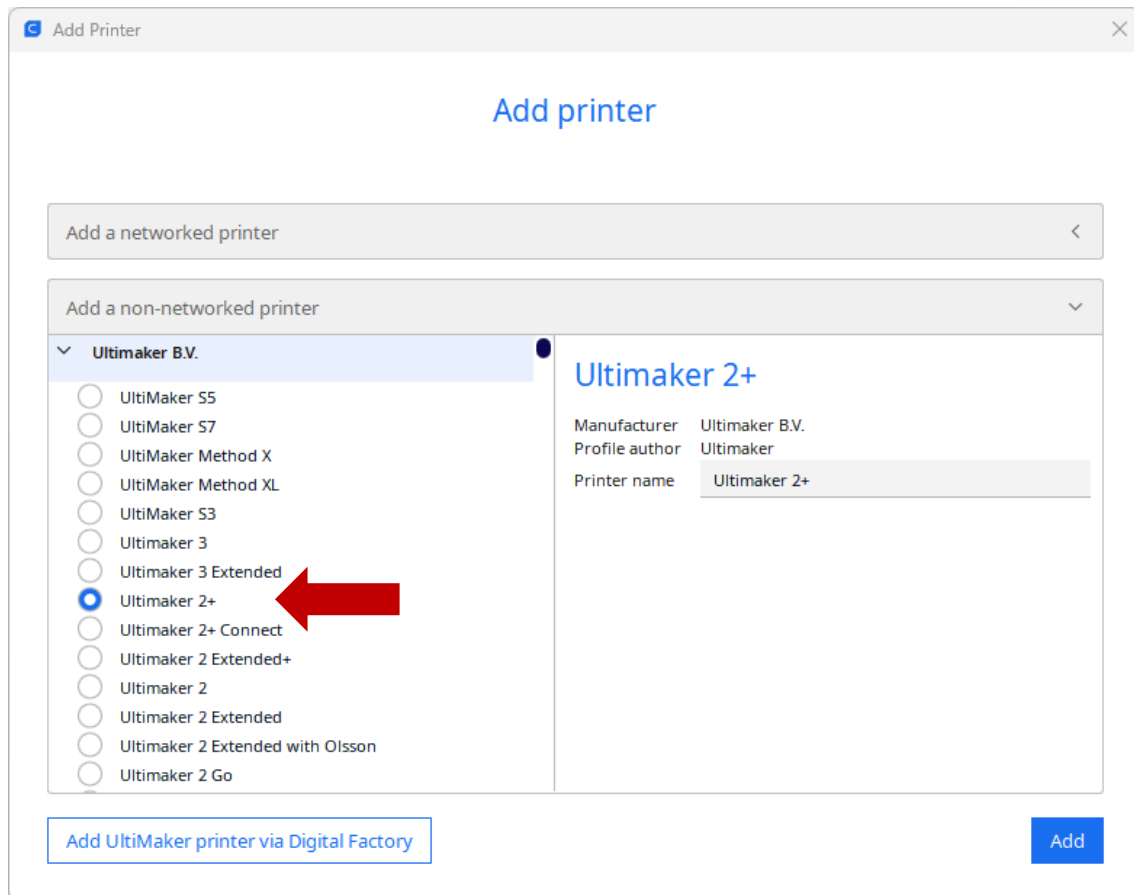 Add Printer
Add printer
Add a networked printer
Add a non-networked printer
Ultimaker B.V.
UltiMaker S5
UltiMaker S7
UltiMaker Method X
UltiMaker Method XL
UltiMaker S3
Ultimaker 3
Ultimaker 3 Extended
Ultimaker 2+
Ultimaker 2+ Connect
Ultimaker 2 Extended+
Ultimaker 2
Ultimaker 2 Extended
Ultimaker 2 Extended with Olsson
Ultimaker 2 Go
Ultimaker 2+
Manufacturer Ultimaker B.V.
Profile author Ultimaker
Printer name Ultimaker 2+
Add UltiMaker printer via Digital Factory
Add